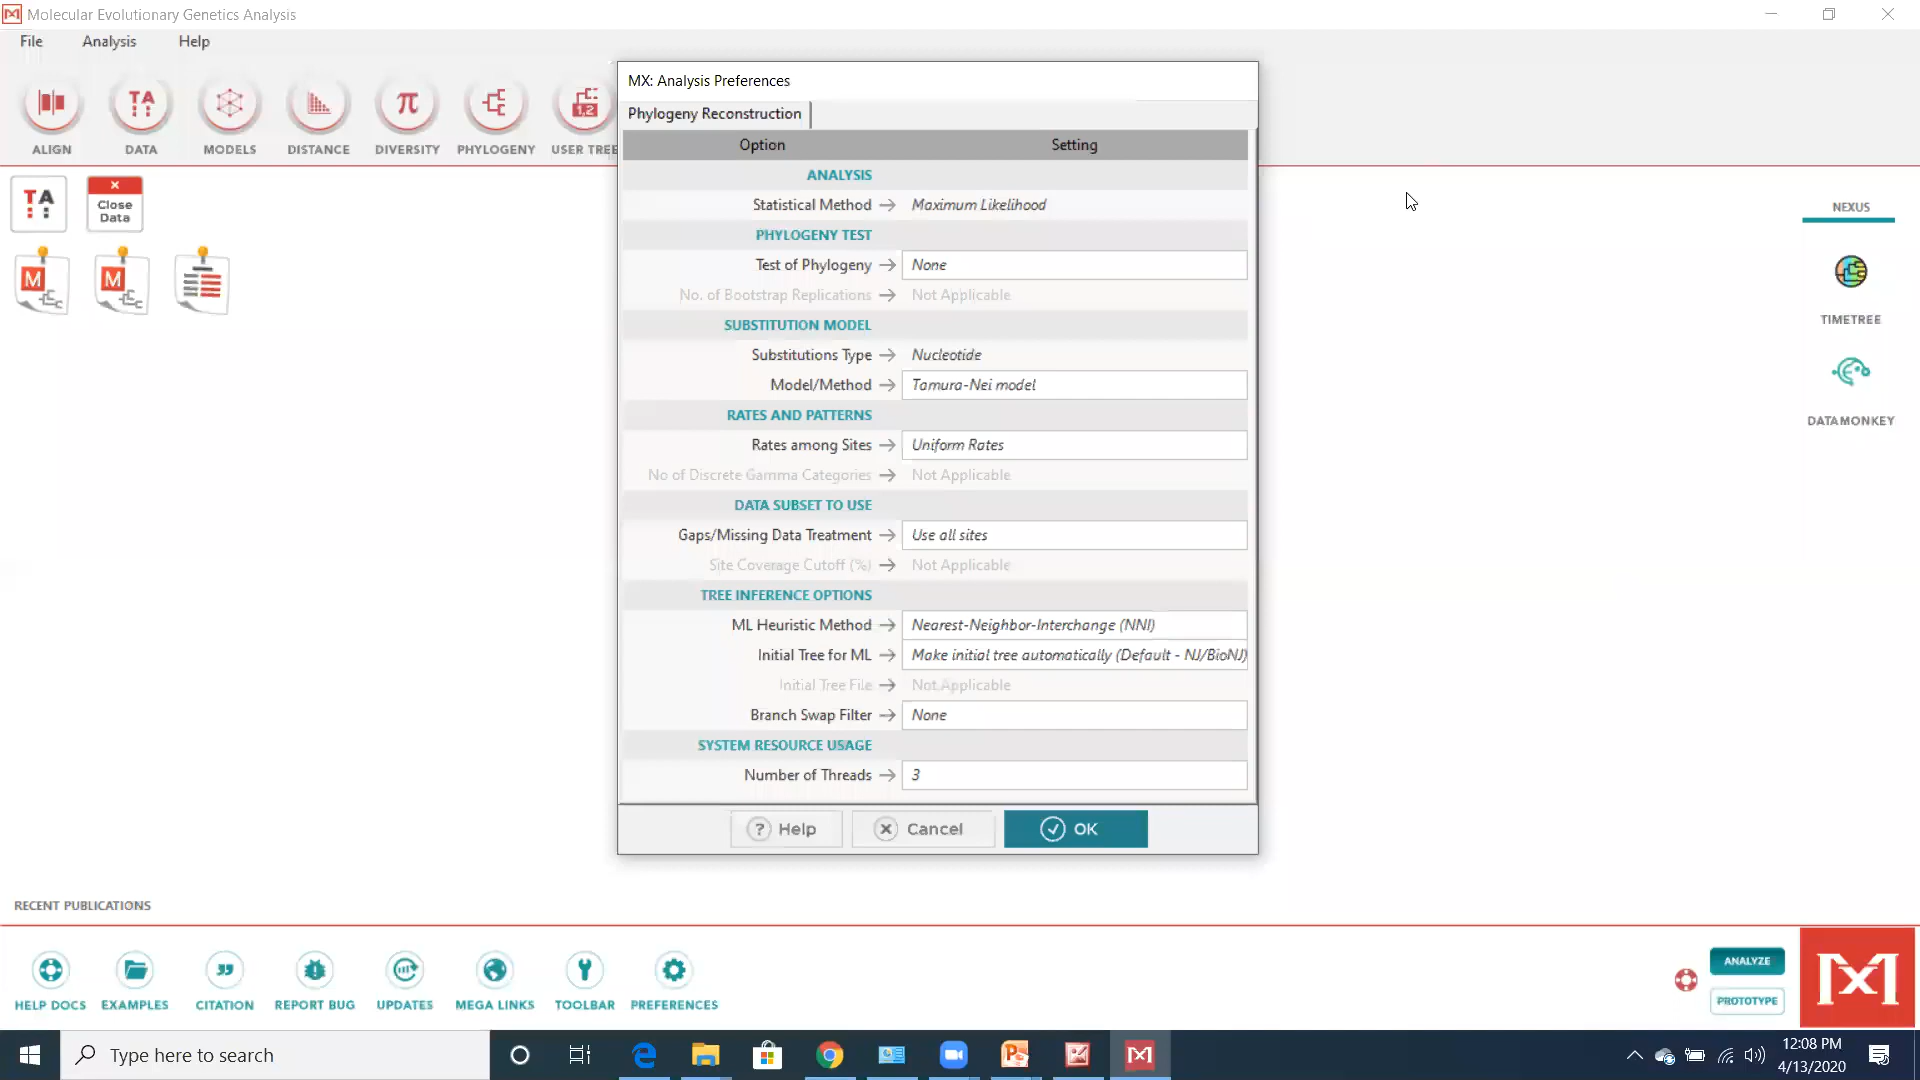 Molecular Evolutionary Genetics Analysis
File Analysis Help
ALIGN DATA MODELS DISTANCE DIVERSITY PHYLOGENY USER TREE
TA
Close
Data
M M
MX: Analysis Preferences
Phylogeny Reconstruction
Option Setting
ANALYSIS
Statistical Method → Maximum Likelihood
PHYLOGENY TEST
Test of Phylogeny → None
No. of Bootstrap Replications → Not Applicable
SUBSTITUTION MODEL
Substitutions Type → Nucleotide
Model/Method → Tamura-Nei model
RATES AND PATTERNS
Rates among Sites → Uniform Rates
No of Discrete Gamma Categories → Not Applicable
DATA SUBSET TO USE
Gaps/Missing Data Treatment → Use all sites
Site Coverage Cutoff (%) → Not Applicable
TREE INFERENCE OPTIONS
ML Heuristic Method → Nearest-Neighbor-Interchange (NNI)
Initial Tree for ML → Make initial tree automatically (Default - NJ/BioNJ)
Initial Tree File → Not Applicable
Branch Swap Filter → None
SYSTEM RESOURCE USAGE
Number of Threads → 3
? Help Cancel OK
NEXUS
TIMETREE
DATAMONKEY
RECENT PUBLICATIONS
HELP DOCS EXAMPLES CITATION REPORT BUG UPDATES MEGA LINKS TOOLBAR PREFERENCES
ANALYZE
PROTOTYPE
Type here to search
12:08 PM
4/13/2020